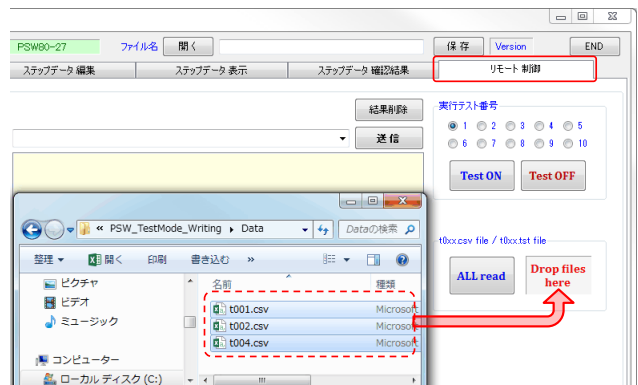 PSW80-27 ファイル名 開く 保存 Version END
ステップデータ 編集 ステップデータ 表示 ステップデータ 確認結果 リモート 制御
結果削除
送信
実行テスト番号
1 2 3 4 5
6 7 8 9 10
Test ON Test OFF
t0xx.csv file / t0xx.tst file
ALL read Drop files here
« PSW_TestMode_Writing Data Dataの検索
整理 開く 印刷 書き込む »
名前 種類
ピクチャ
ビデオ
ミュージック
コンピューター
ローカル ディスク (C:)
t001.csv Microsoft
t002.csv Microsoft
t004.csv Microsoft